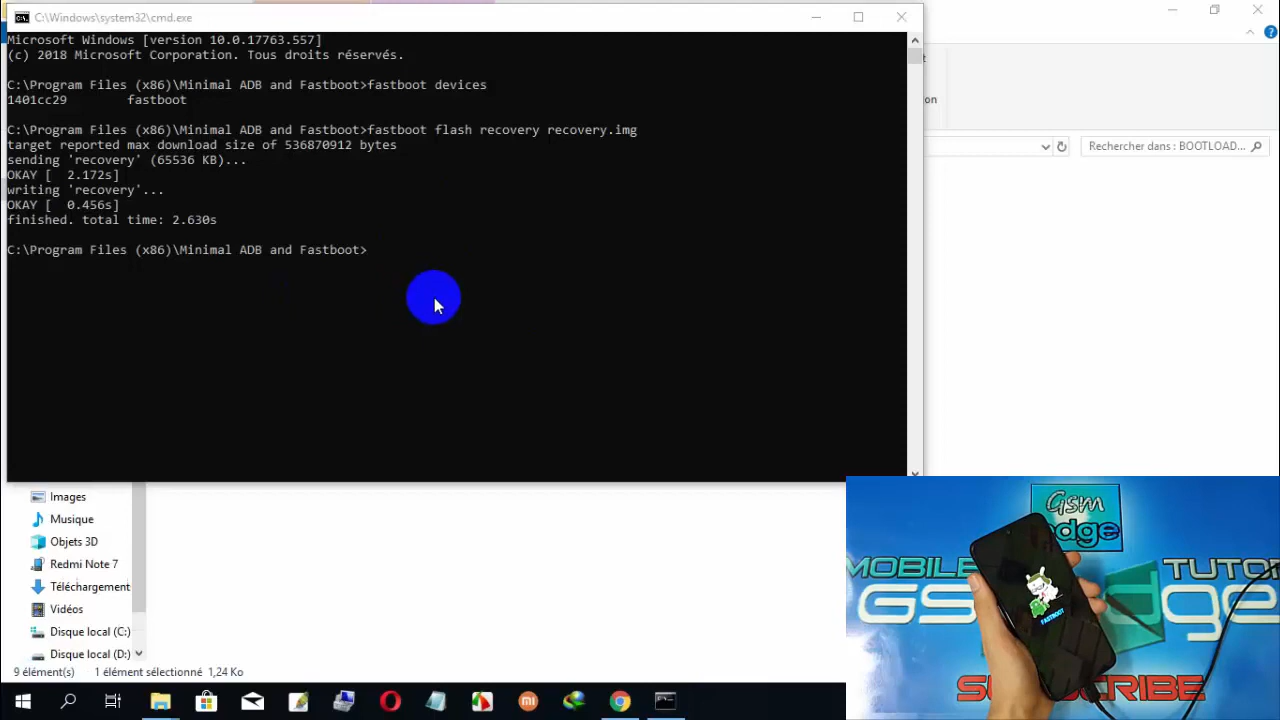 C:\Windows\system32\cmd.exe
Microsoft Windows [version 10.0.17763.557]
(c) 2018 Microsoft Corporation. Tous droits réservés.
C:\Program Files (x86)\Minimal ADB and Fastboot>fastboot devices
1401cc29 fastboot
C:\Program Files (x86)\Minimal ADB and Fastboot>fastboot flash recovery recovery.img
target reported max download size of 536870912 bytes
sending 'recovery' (65536 KB)...
OKAY [ 2.172s]
writing 'recovery'...
OKAY [ 0.456s]
finished. total time: 2.630s
C:\Program Files (x86)\Minimal ADB and Fastboot>
Rechercher dans : BOOTLOAD...
Images
Musique
Objets 3D
Redmi Note 7
Téléchargement
Vidéos
Disque local (C:)
Disque local (D:)
9 élément(s) 1 élément sélectionné 1,24 Ko
Gsm
edge
MOBILE TUTOR
FASTBOOT